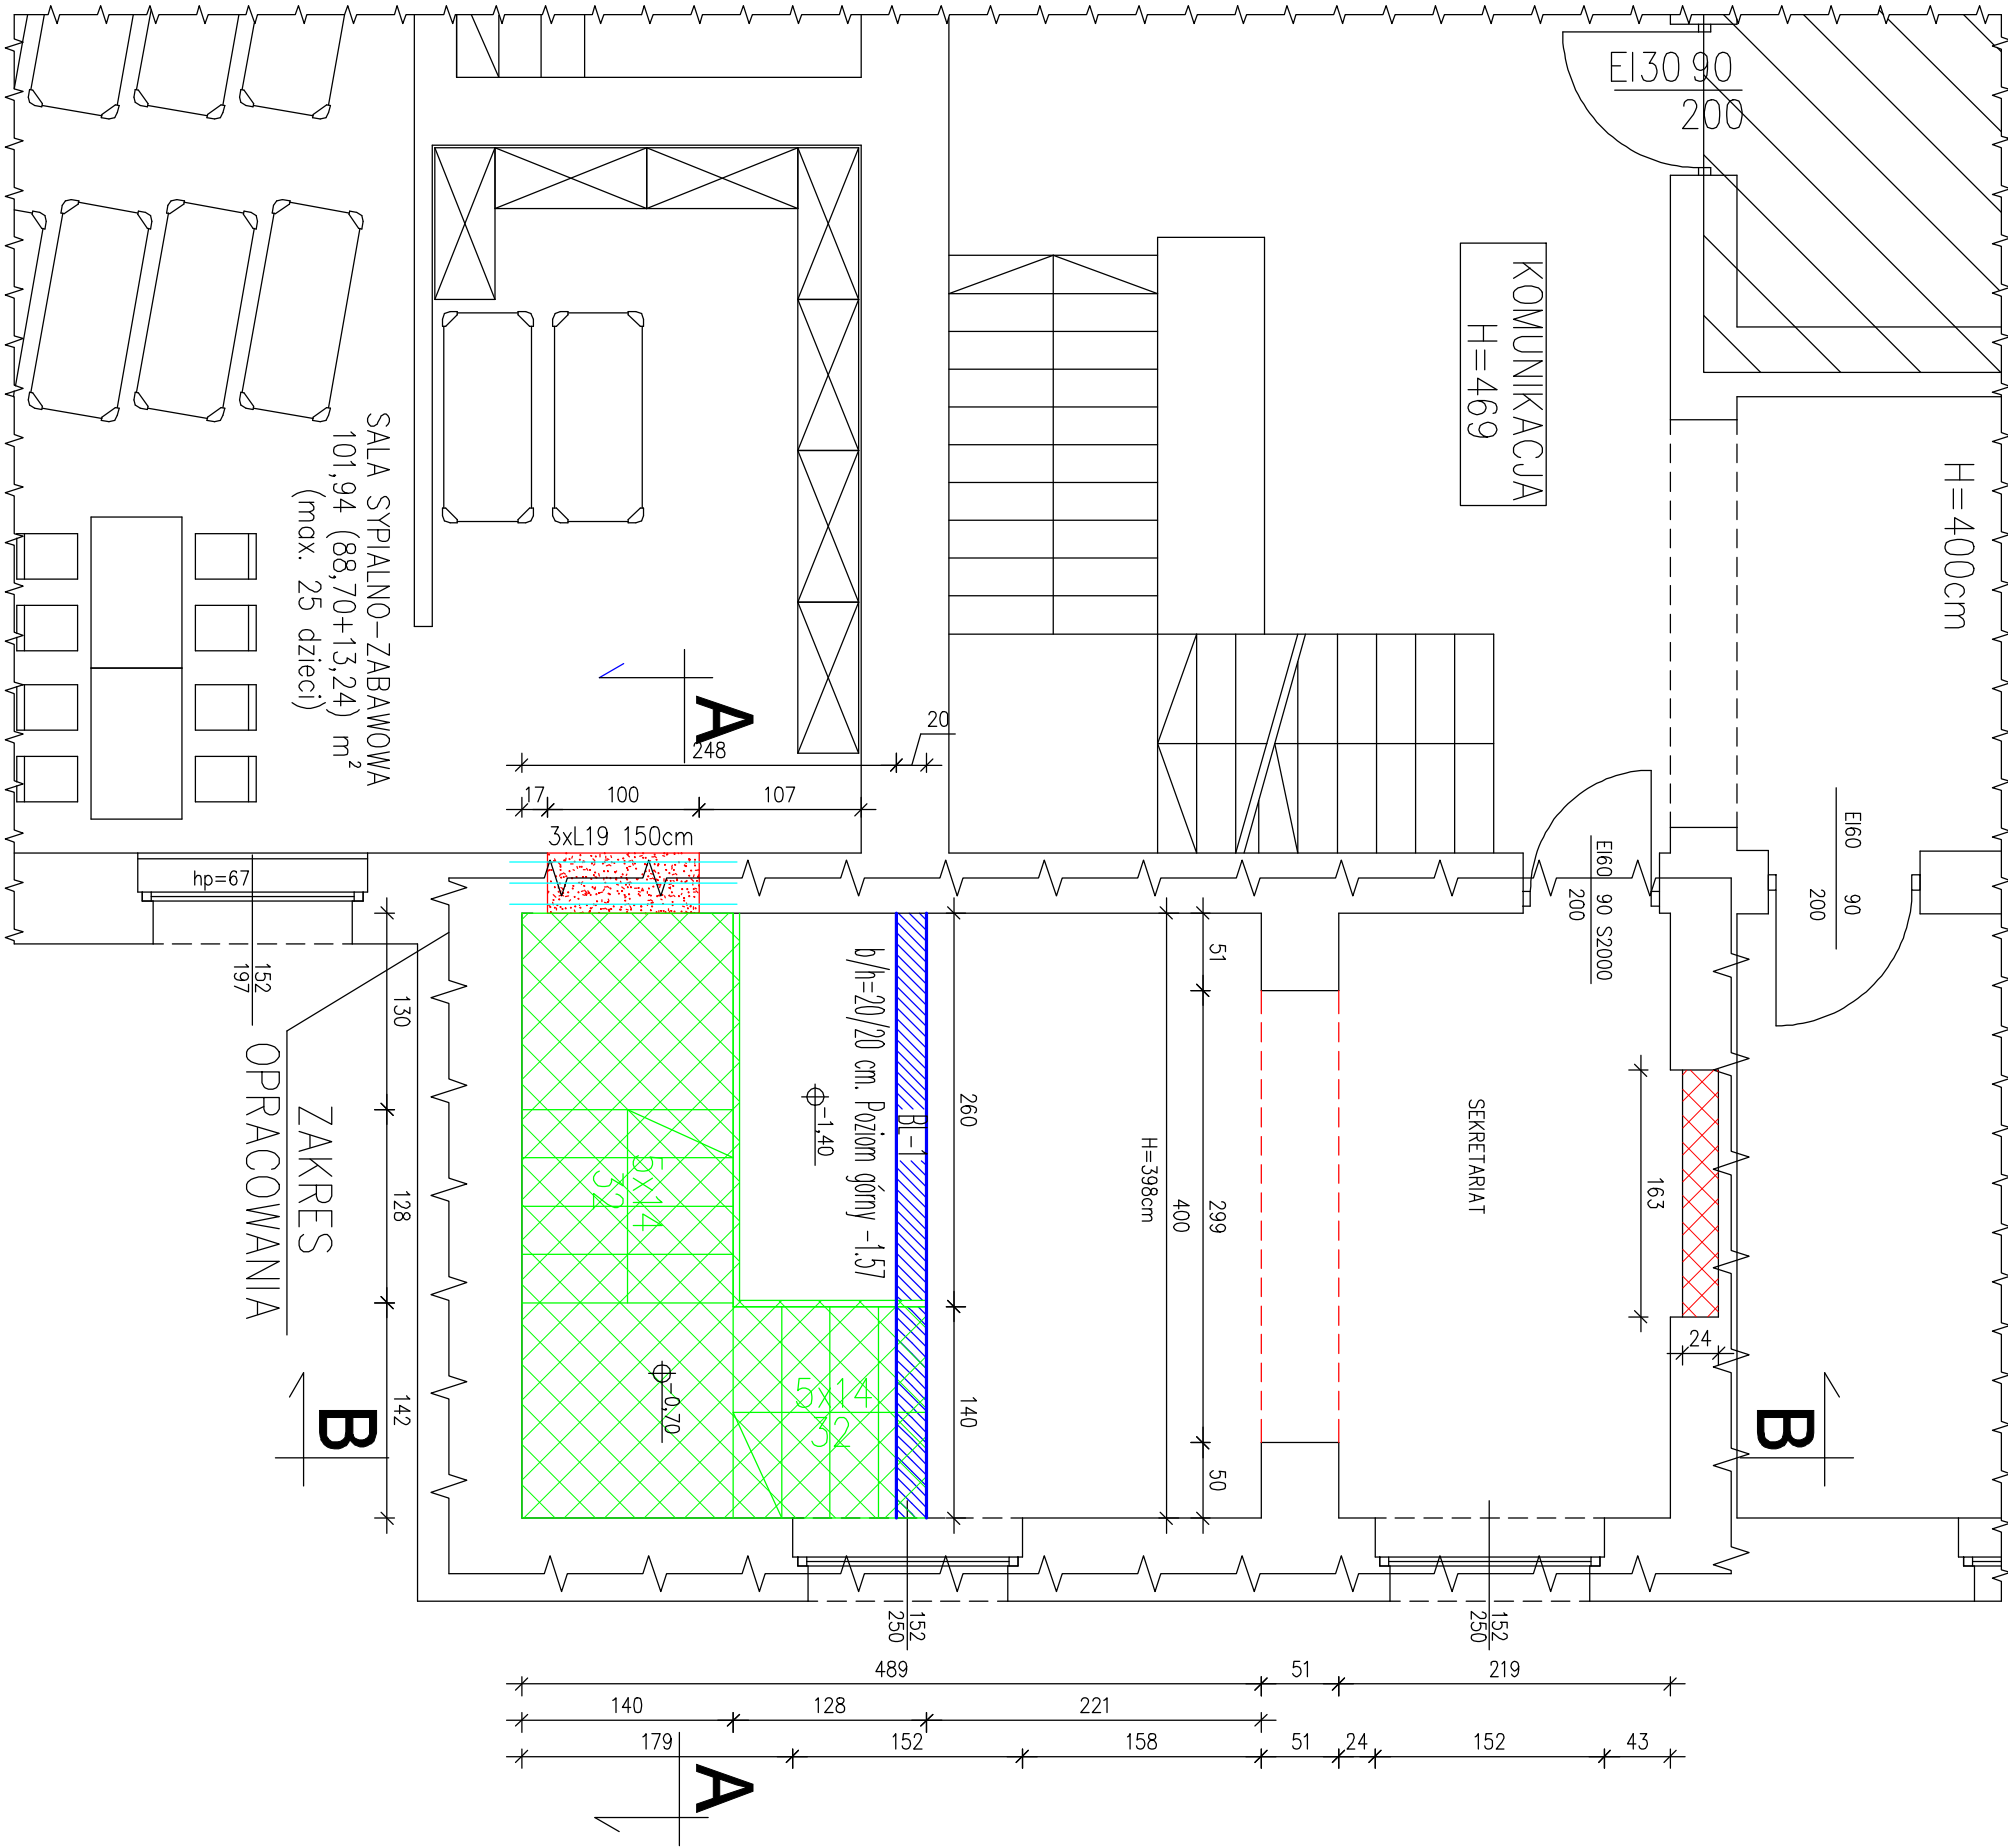 EI30 90
200
KOMUNIKACJA
H=469
H=400cm
SALA SYPIALNO-ZABAWOWA
101,94 (88,70+13,24) m²
(max. 25 dzieci)
A
248
20
17
100
107
3xL19 150cm
EI60 90
200
EI60 90 S2000
200
hp=67
152
197
130
128
142
ZAKRES
OPRACOWANIA
b/h=20/20 cm. Poziom górny -1.57
BL-1
-1,40
260
140
H=398cm
400
51
299
50
SEKRETARIAT
163
24
5x14
32
5x14
32
-0,70
B
B
152
250
152
250
489
51
219
140
128
221
179
152
158
51
24
152
43
A